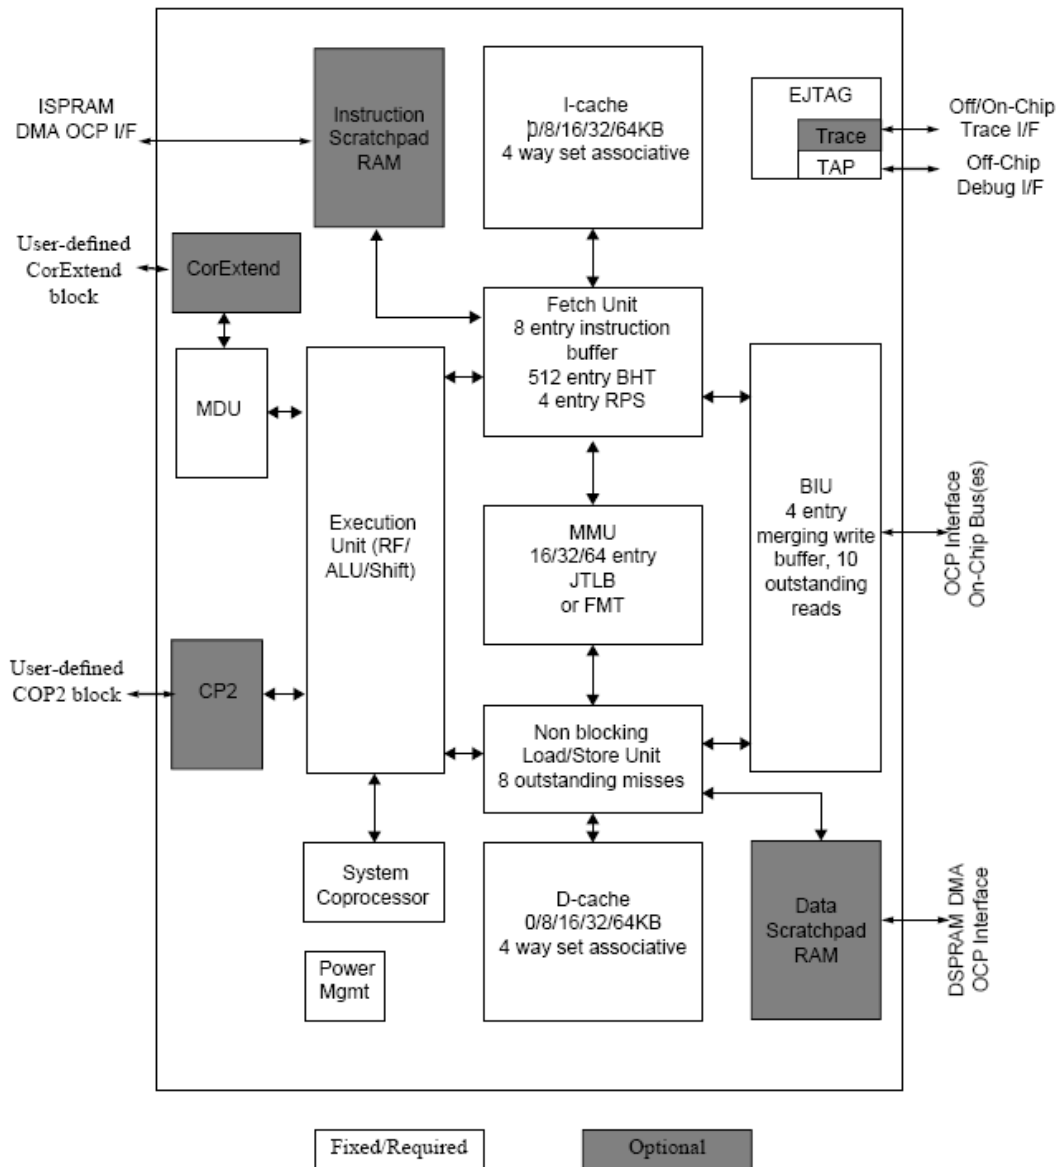 ISPRAM
DMA OCP I/F
Instruction
Scratchpad
RAM
I-cache
0/8/16/32/64KB
4 way set associative
EJTAG
Trace
TAP
Off/On-Chip
Trace I/F
Off-Chip
Debug I/F
User-defined
CorExtend
block
CorExtend
Fetch Unit
8 entry instruction
buffer
512 entry BHT
4 entry RPS
MDU
Execution
Unit (RF/
ALU/Shift)
MMU
16/32/64 entry
JTLB
or FMT
BIU
4 entry
merging write
buffer, 10
outstanding
reads
OCP Interface
On-Chip Bus(es)
User-defined
COP2 block
CP2
Non blocking
Load/Store Unit
8 outstanding misses
System
Coprocessor
D-cache
0/8/16/32/64KB
4 way set associative
Data
Scratchpad
RAM
DSPRAM DMA
OCP Interface
Power
Mgmt
Fixed/Required
Optional